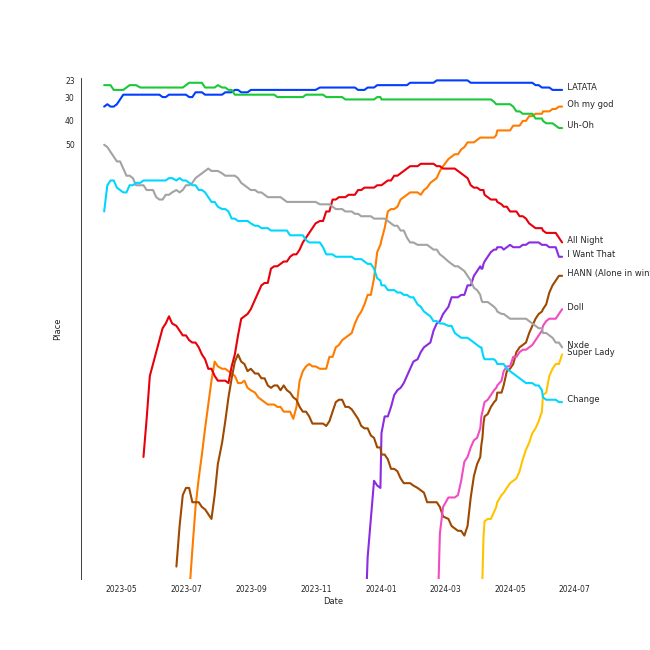 23
30
40
50
Place
LATATA
Oh my god
Uh-Oh
All Night
I Want That
HANN (Alone in win
Doll
Nxde
Super Lady
Change
2023-05
2023-07
2023-09
2023-11
2024-01
2024-03
2024-05
2024-07
Date